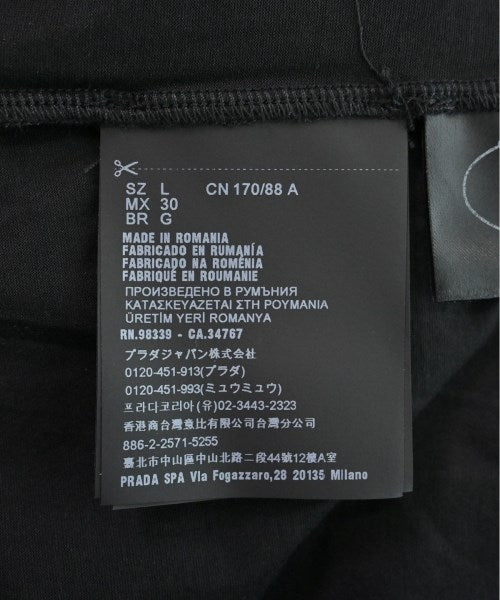 SZ L CN 170/88 A
MX 30
BR G
MADE IN ROMANIA
FABRICADO EN RUMANÍA
FABRICADO NA ROMÉNIA
FABRIQUÉ EN ROUMANIE
ПРОИЗВЕДЕНО В РУМЪНИЯ
ΚΑΤΑΣΚΕΥΑΖΕΤΑΙ ΣΤΗ ΡΟΥΜΑΝΙΑ
ÜRETİM YERİ ROMANYA
RN.98339 - CA.34767
プラダジャパン株式会社
0120-451-913(プラダ)
0120-451-993(ミュウミュウ)
프라다코리아(유)02-3443-2323
香港商台灣普比有限公司台灣分公司
886-2-2571-5255
臺北市中山區中山北路二段44號12樓A室
PRADA SPA Via Fogazzaro,28 20135 Milano